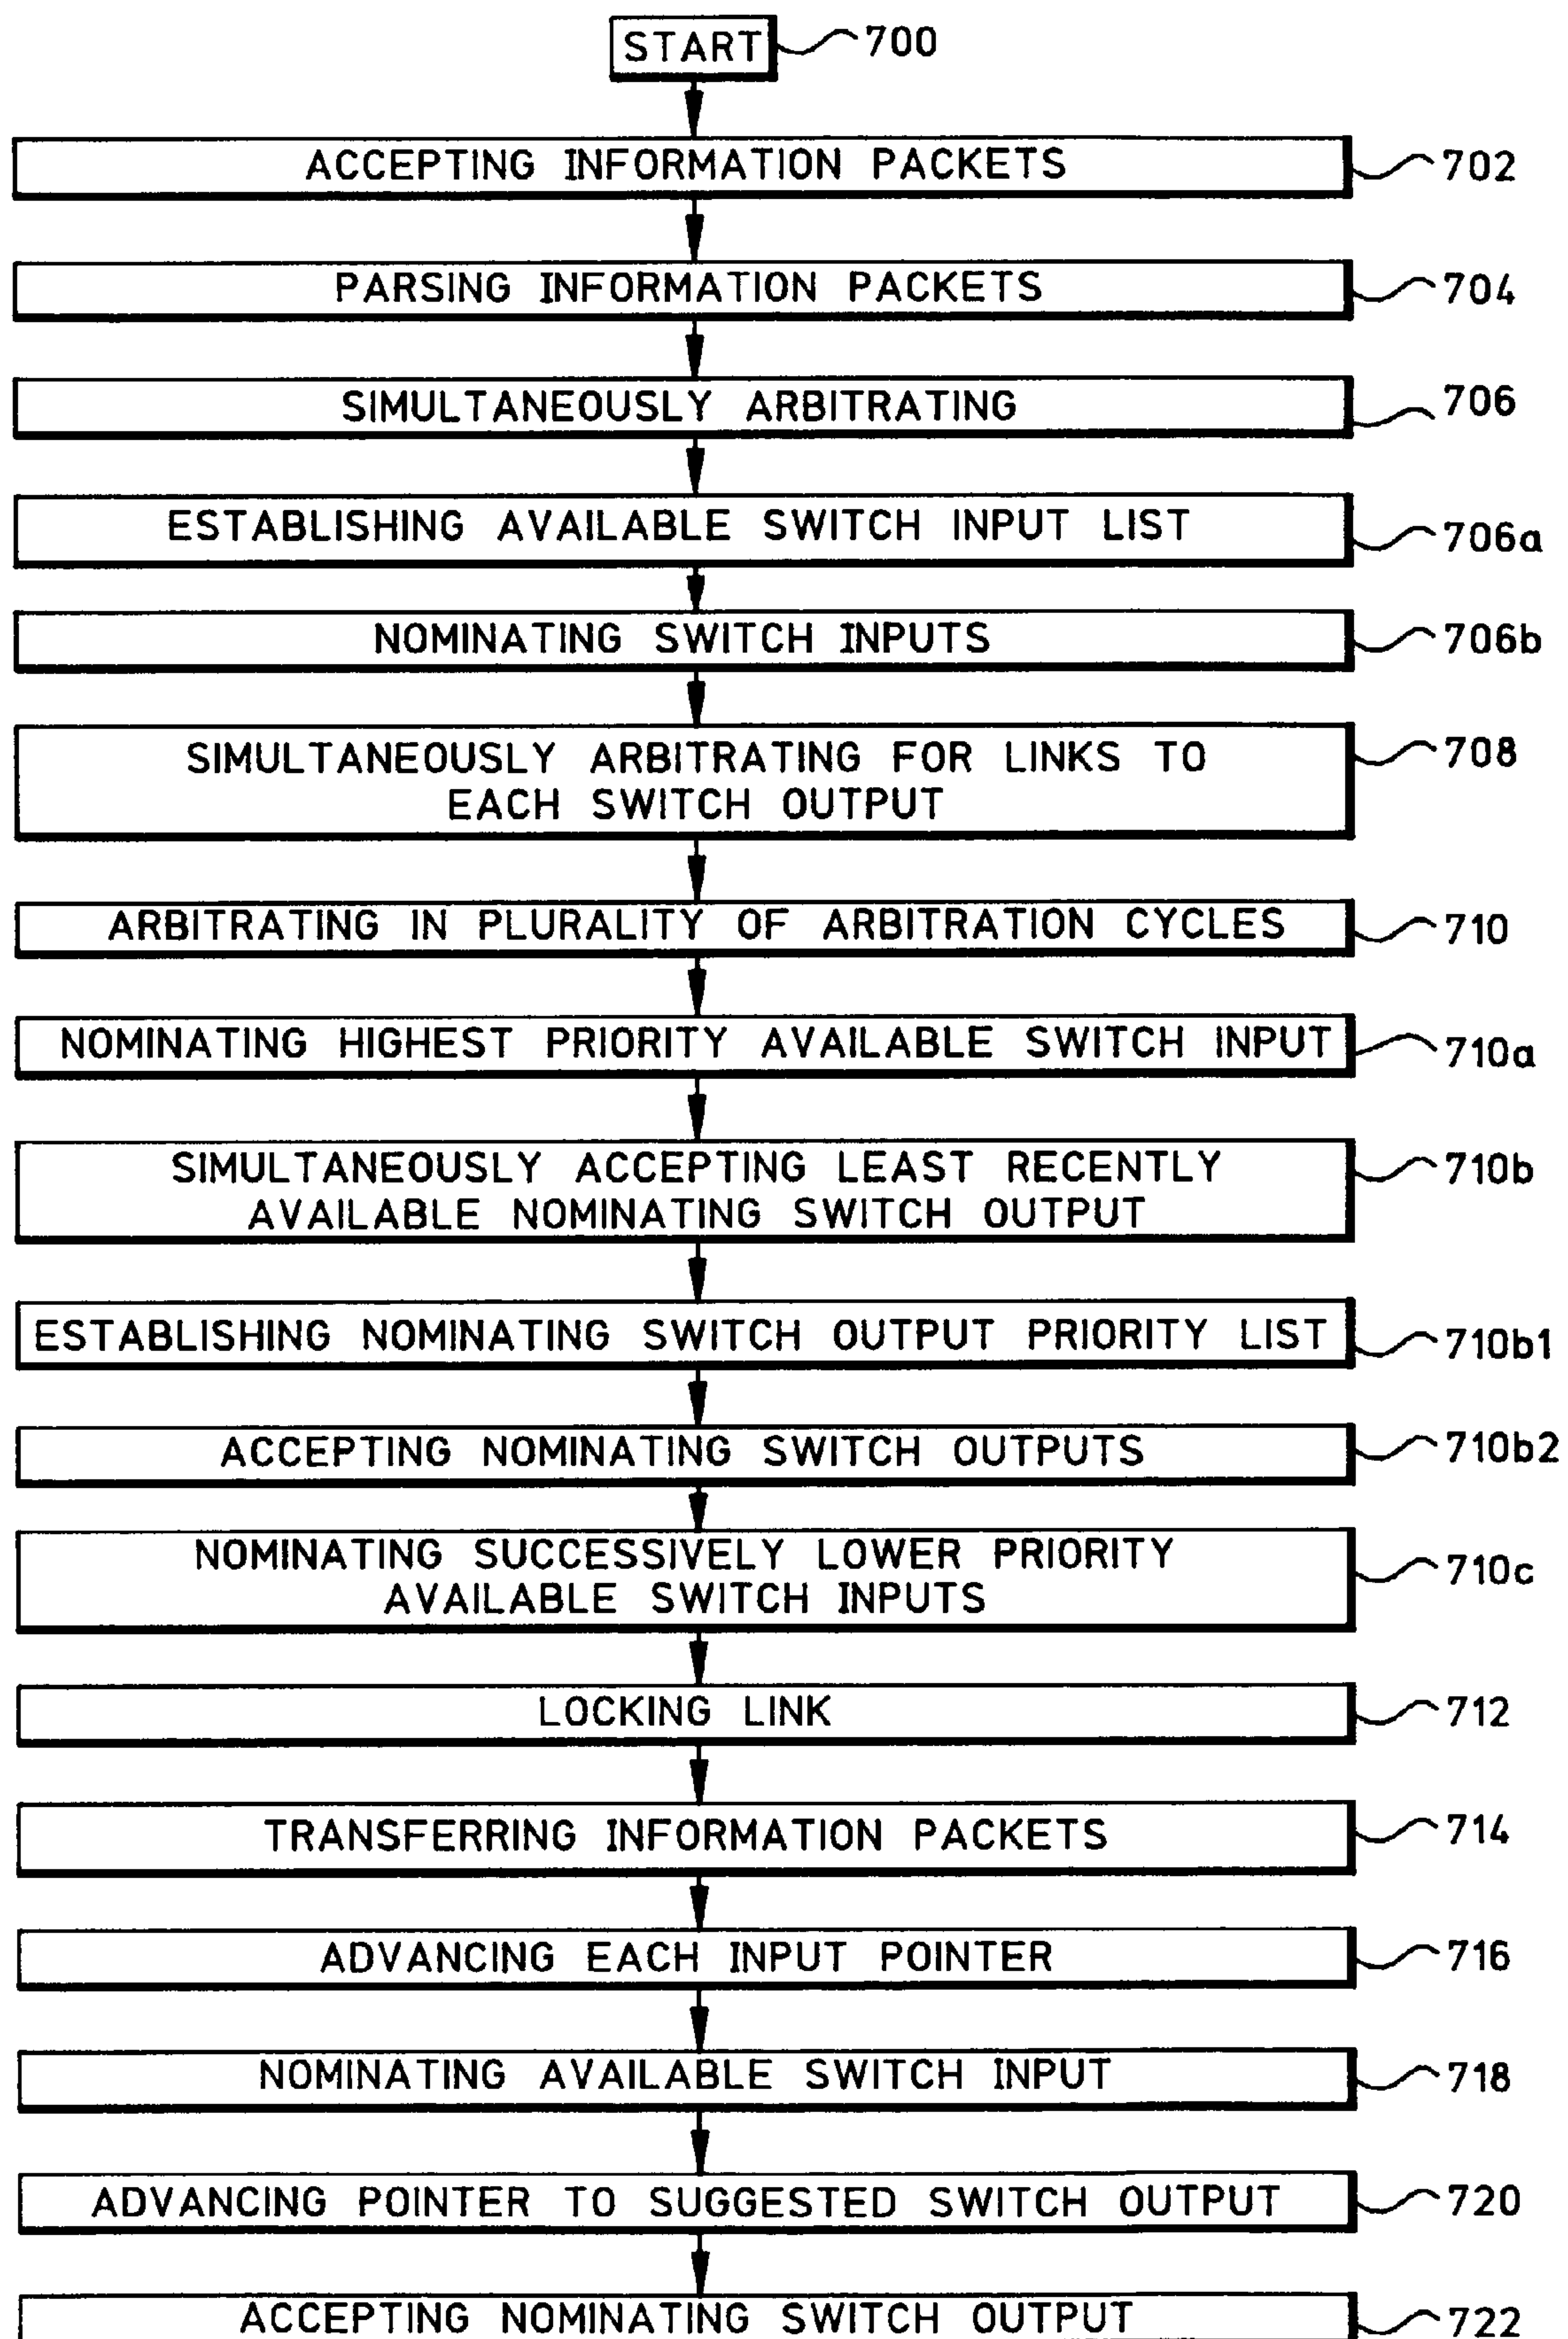 START 700
ACCEPTING INFORMATION PACKETS 702
PARSING INFORMATION PACKETS 704
SIMULTANEOUSLY ARBITRATING 706
ESTABLISHING AVAILABLE SWITCH INPUT LIST 706a
NOMINATING SWITCH INPUTS 706b
SIMULTANEOUSLY ARBITRATING FOR LINKS TO 708
EACH SWITCH OUTPUT
ARBITRATING IN PLURALITY OF ARBITRATION CYCLES 710
NOMINATING HIGHEST PRIORITY AVAILABLE SWITCH INPUT 710a
SIMULTANEOUSLY ACCEPTING LEAST RECENTLY 710b
AVAILABLE NOMINATING SWITCH OUTPUT
ESTABLISHING NOMINATING SWITCH OUTPUT PRIORITY LIST 710b1
ACCEPTING NOMINATING SWITCH OUTPUTS 710b2
NOMINATING SUCCESSIVELY LOWER PRIORITY 710c
AVAILABLE SWITCH INPUTS
LOCKING LINK 712
TRANSFERRING INFORMATION PACKETS 714
ADVANCING EACH INPUT POINTER 716
NOMINATING AVAILABLE SWITCH INPUT 718
ADVANCING POINTER TO SUGGESTED SWITCH OUTPUT 720
ACCEPTING NOMINATING SWITCH OUTPUT 722